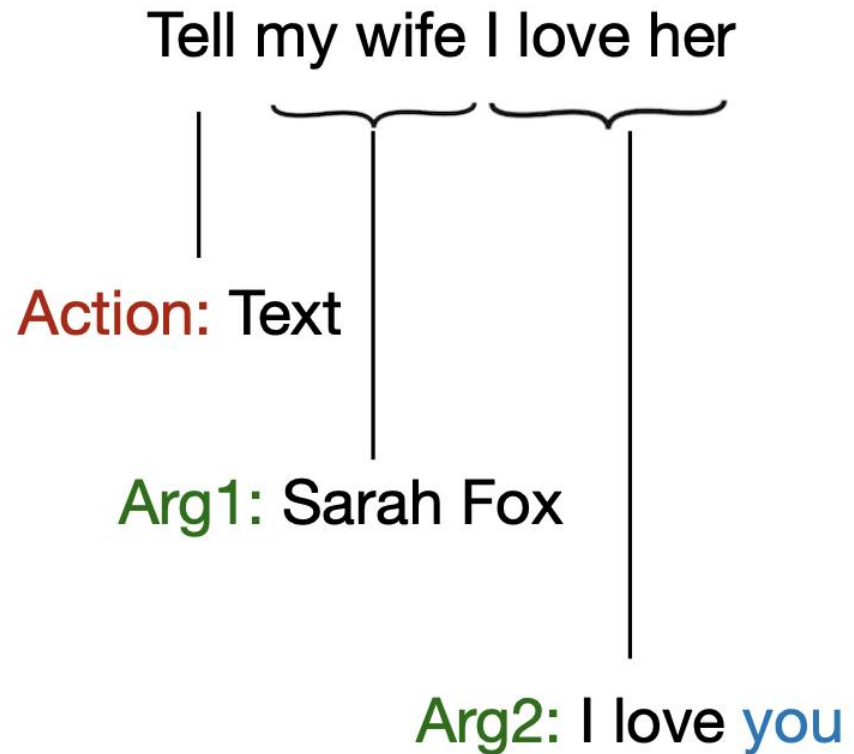 Tell my wife I love her
Action: Text
Arg1: Sarah Fox
Arg2: I love you